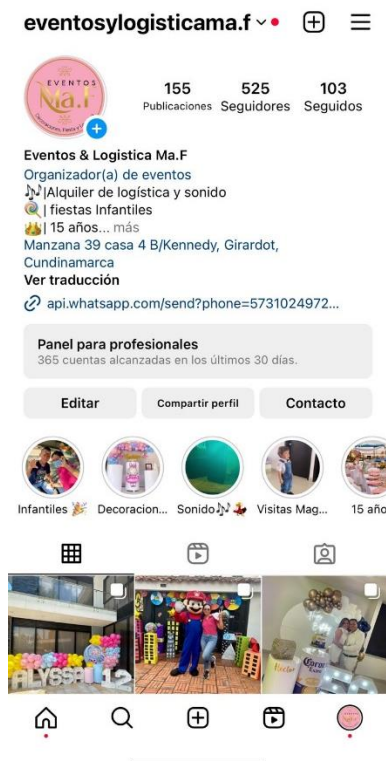 eventosylogisticama.f
EVENTOS
Ma.F
155
525
103
Publicaciones
Seguidores
Seguidos
Eventos & Logistica Ma.F
Organizador(a) de eventos
🎶|Alquiler de logística y sonido
🍭| fiestas Infantiles
👑| 15 años... más
Manzana 39 casa 4 B/Kennedy, Girardot,
Cundinamarca
Ver traducción
api.whatsapp.com/send?phone=5731024972...
Panel para profesionales
365 cuentas alcanzadas en los últimos 30 días.
Editar
Compartir perfil
Contacto
Infantiles 🎉
Decoracion...
Sonido🎶💃
Visitas Mag...
15 año
ALYSSA 12
Corona